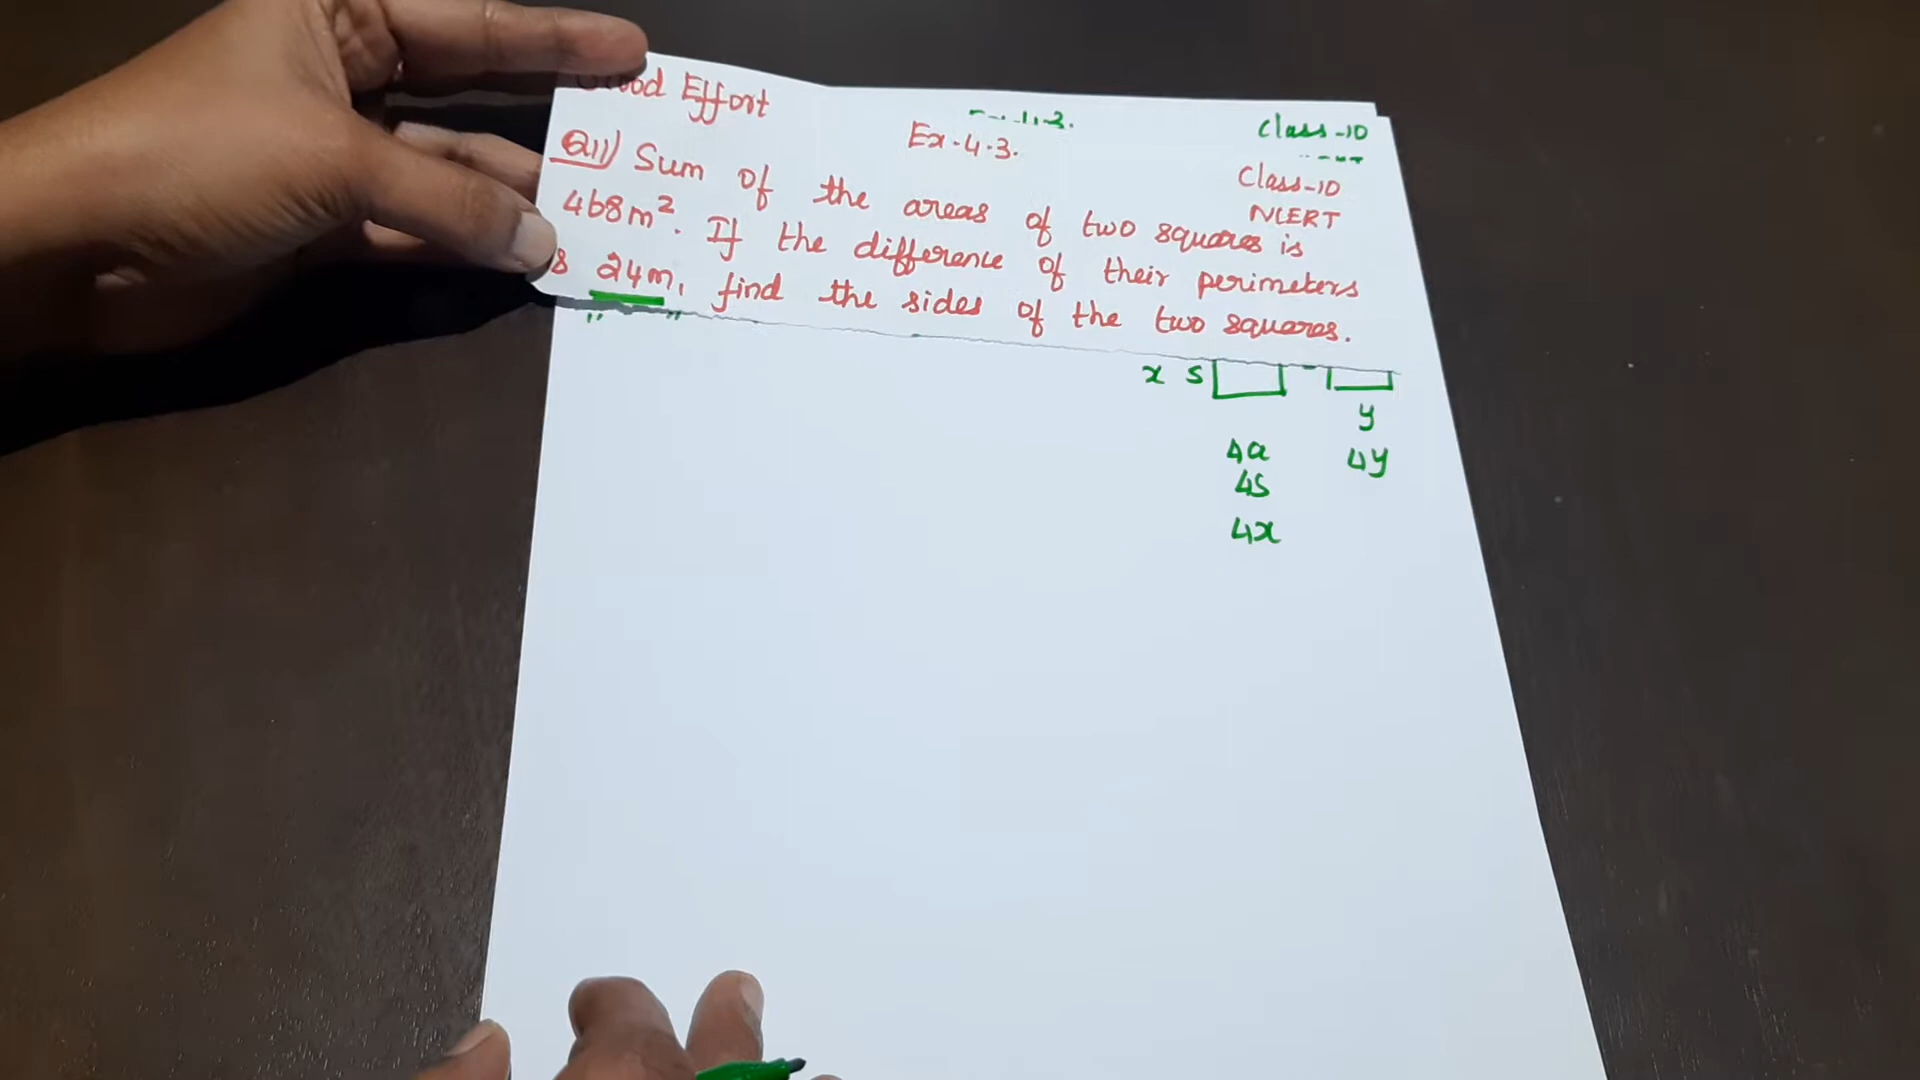 Effort
Ex.4.3.
Class-10
Class-10
NCERT
Q11) Sum of the areas of two squares is
468m². If the difference of their perimeters
24m, find the sides of the two squares.
x s
y
4a 4y
4s
4x